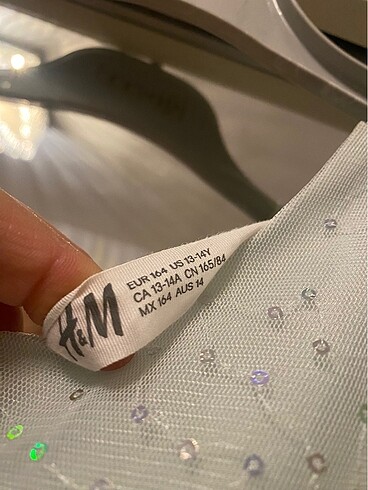 H&M
EUR 164 US 13-14Y
CA 13-14A CN 165/84
MX 164 AUS 14